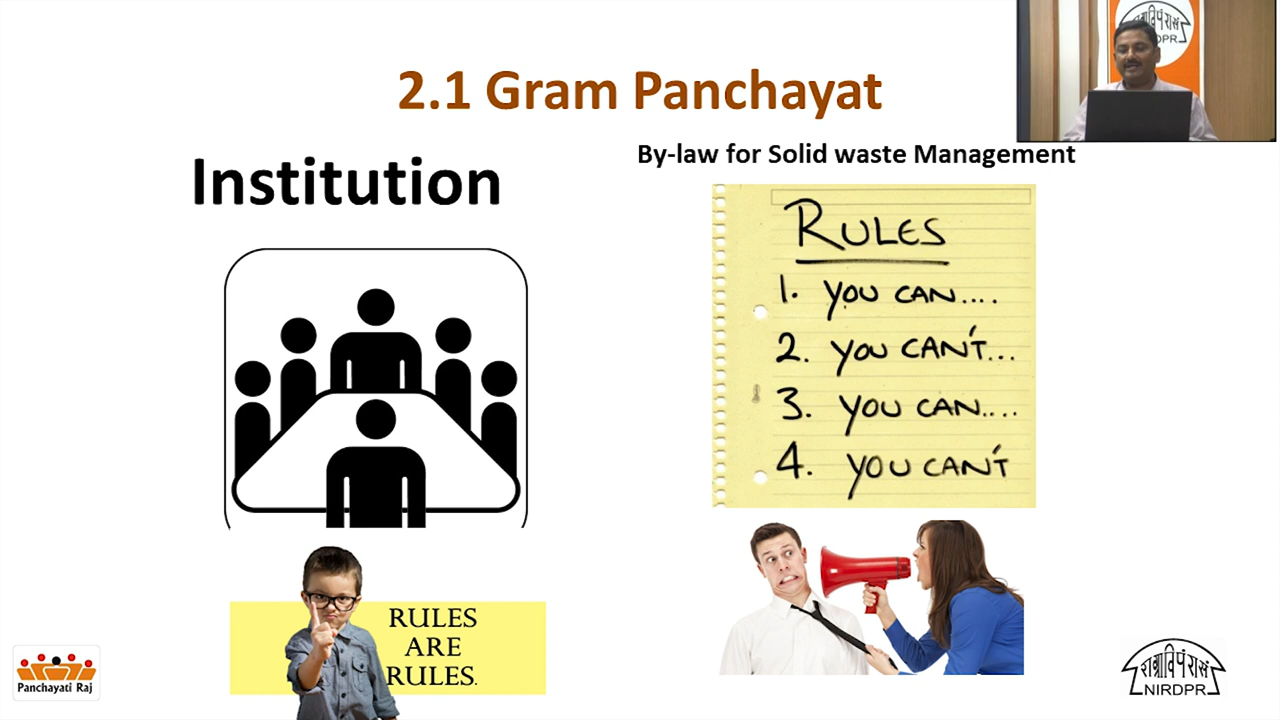 2.1 Gram Panchayat
Institution
By-law for Solid waste Management
RULES
1. YOU CAN....
2. YOU CAN'T...
3. YOU CAN....
4. YOU CAN'T
RULES
ARE
RULES.
Panchayati Raj
NIRDPR